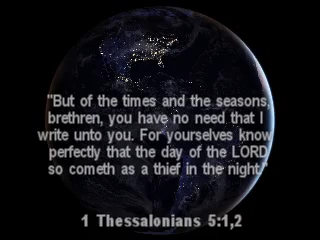 "But of the times and the seasons,
brethren, you have no need that I
write unto you. For yourselves know
perfectly that the day of the LORD
so cometh as a thief in the night."
1 Thessalonians 5:1,2